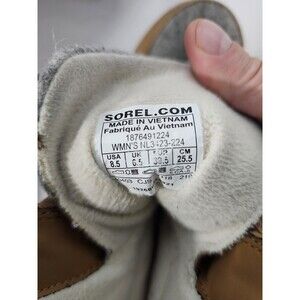 SOREL.COM
MADE IN VIETNAM
Fabriqué Au Vietnam
1876491224
WMN'S NL3423-224
USA UK EUR CM
8.5 6.5 39.5 25.5